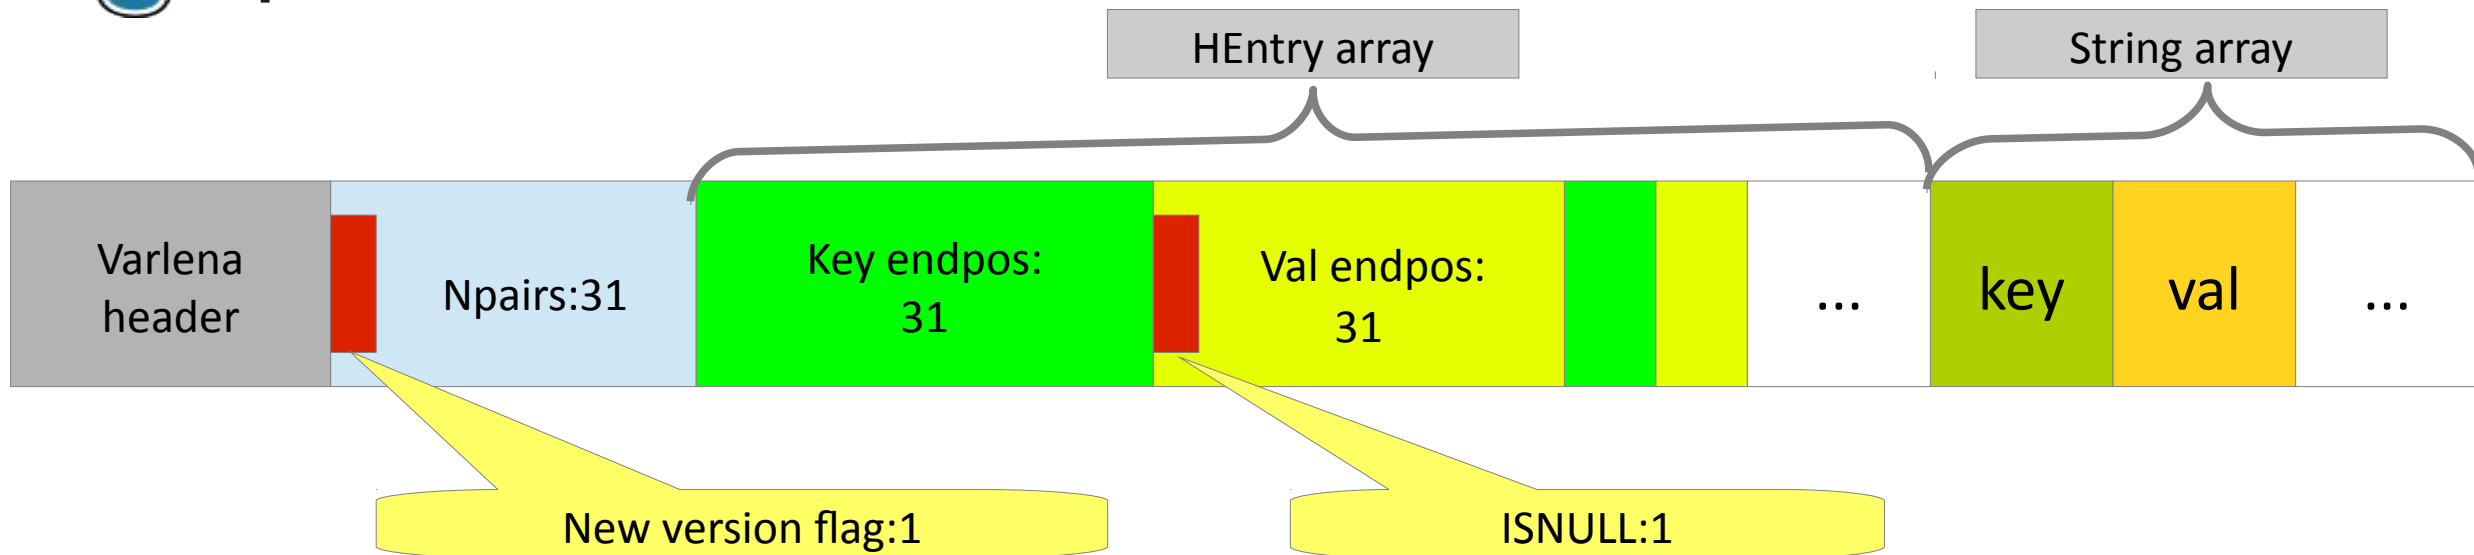 HEntry array
String array
Varlena
header
Npairs:31
Key endpos:
31
Val endpos:
31
...
key
val
...
New version flag:1
ISNULL:1